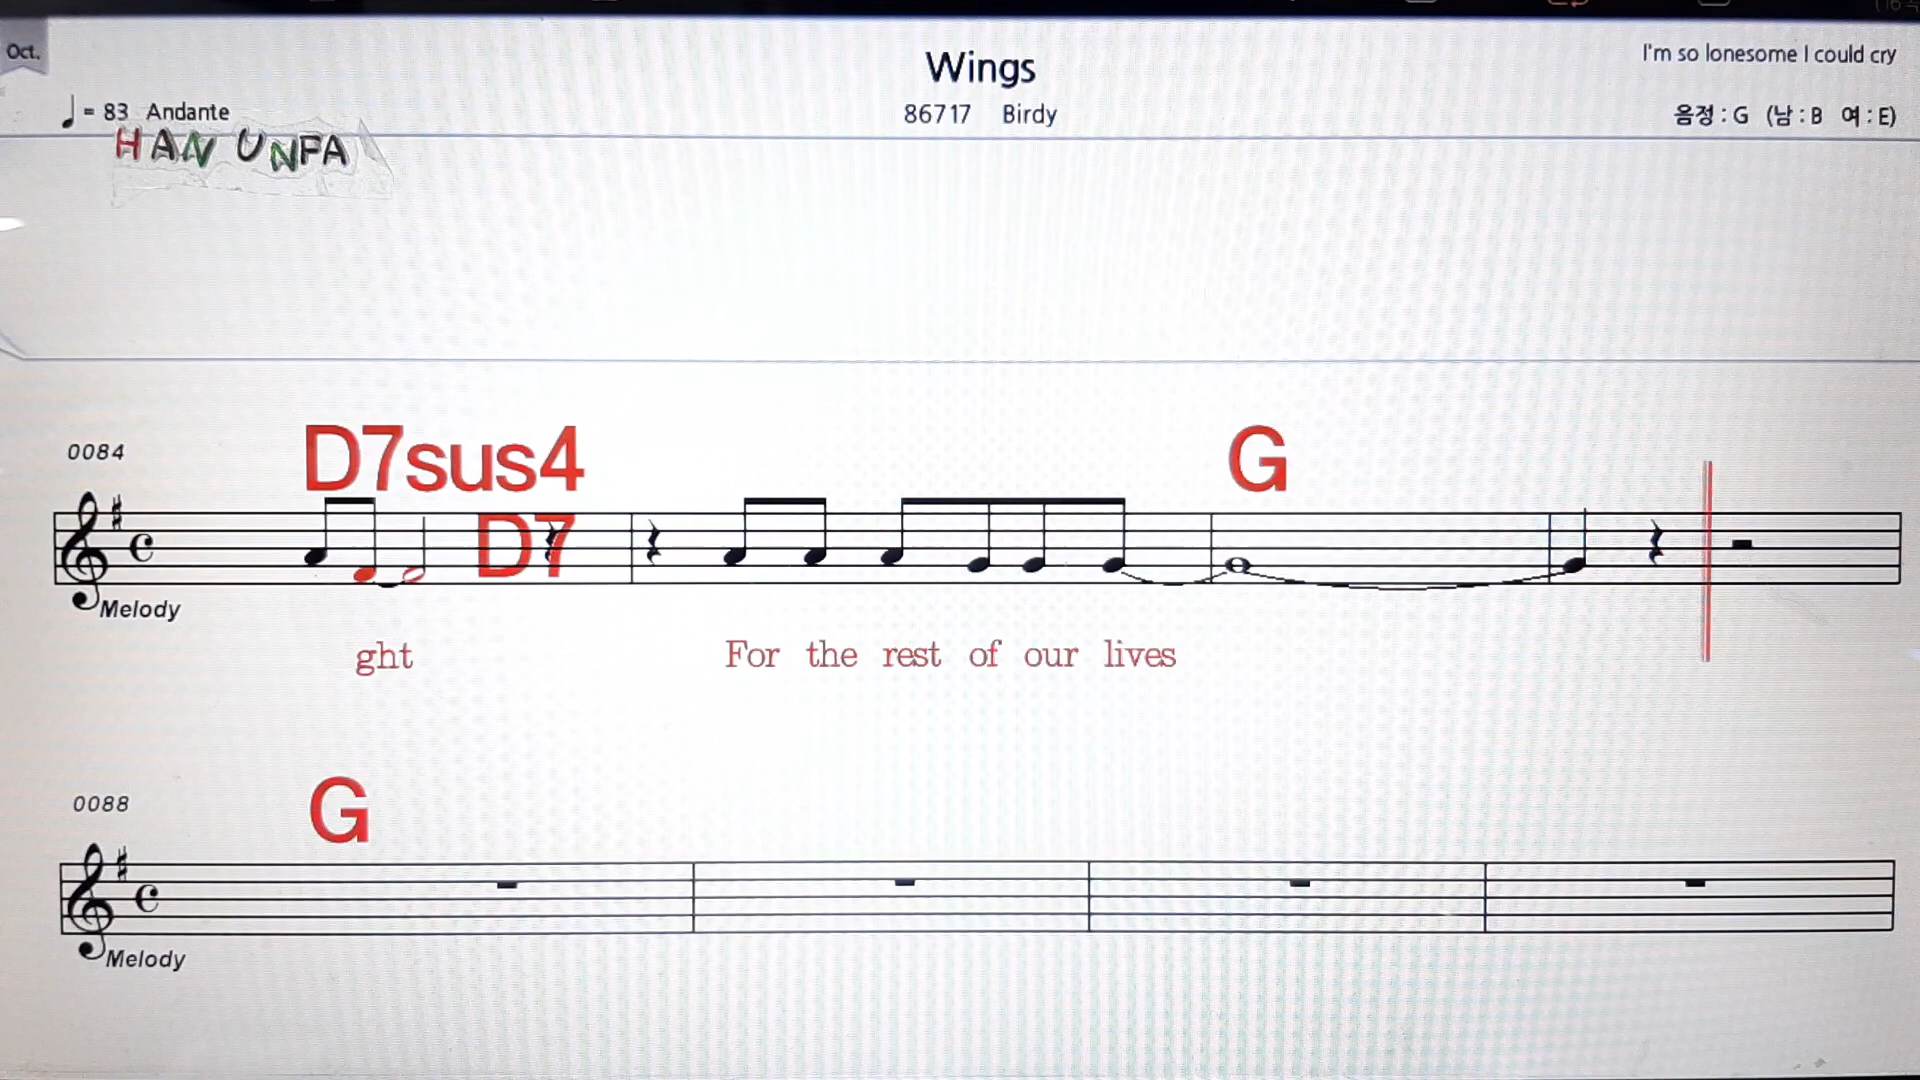 Oct.
Wings
I'm so lonesome I could cry
♩ = 83 Andante
86717 Birdy
음정 : G (남 : B 여 : E)
HAN UNPA
0084
D7sus4
G
D7
Melody
ght For the rest of our lives
0088
G
Melody